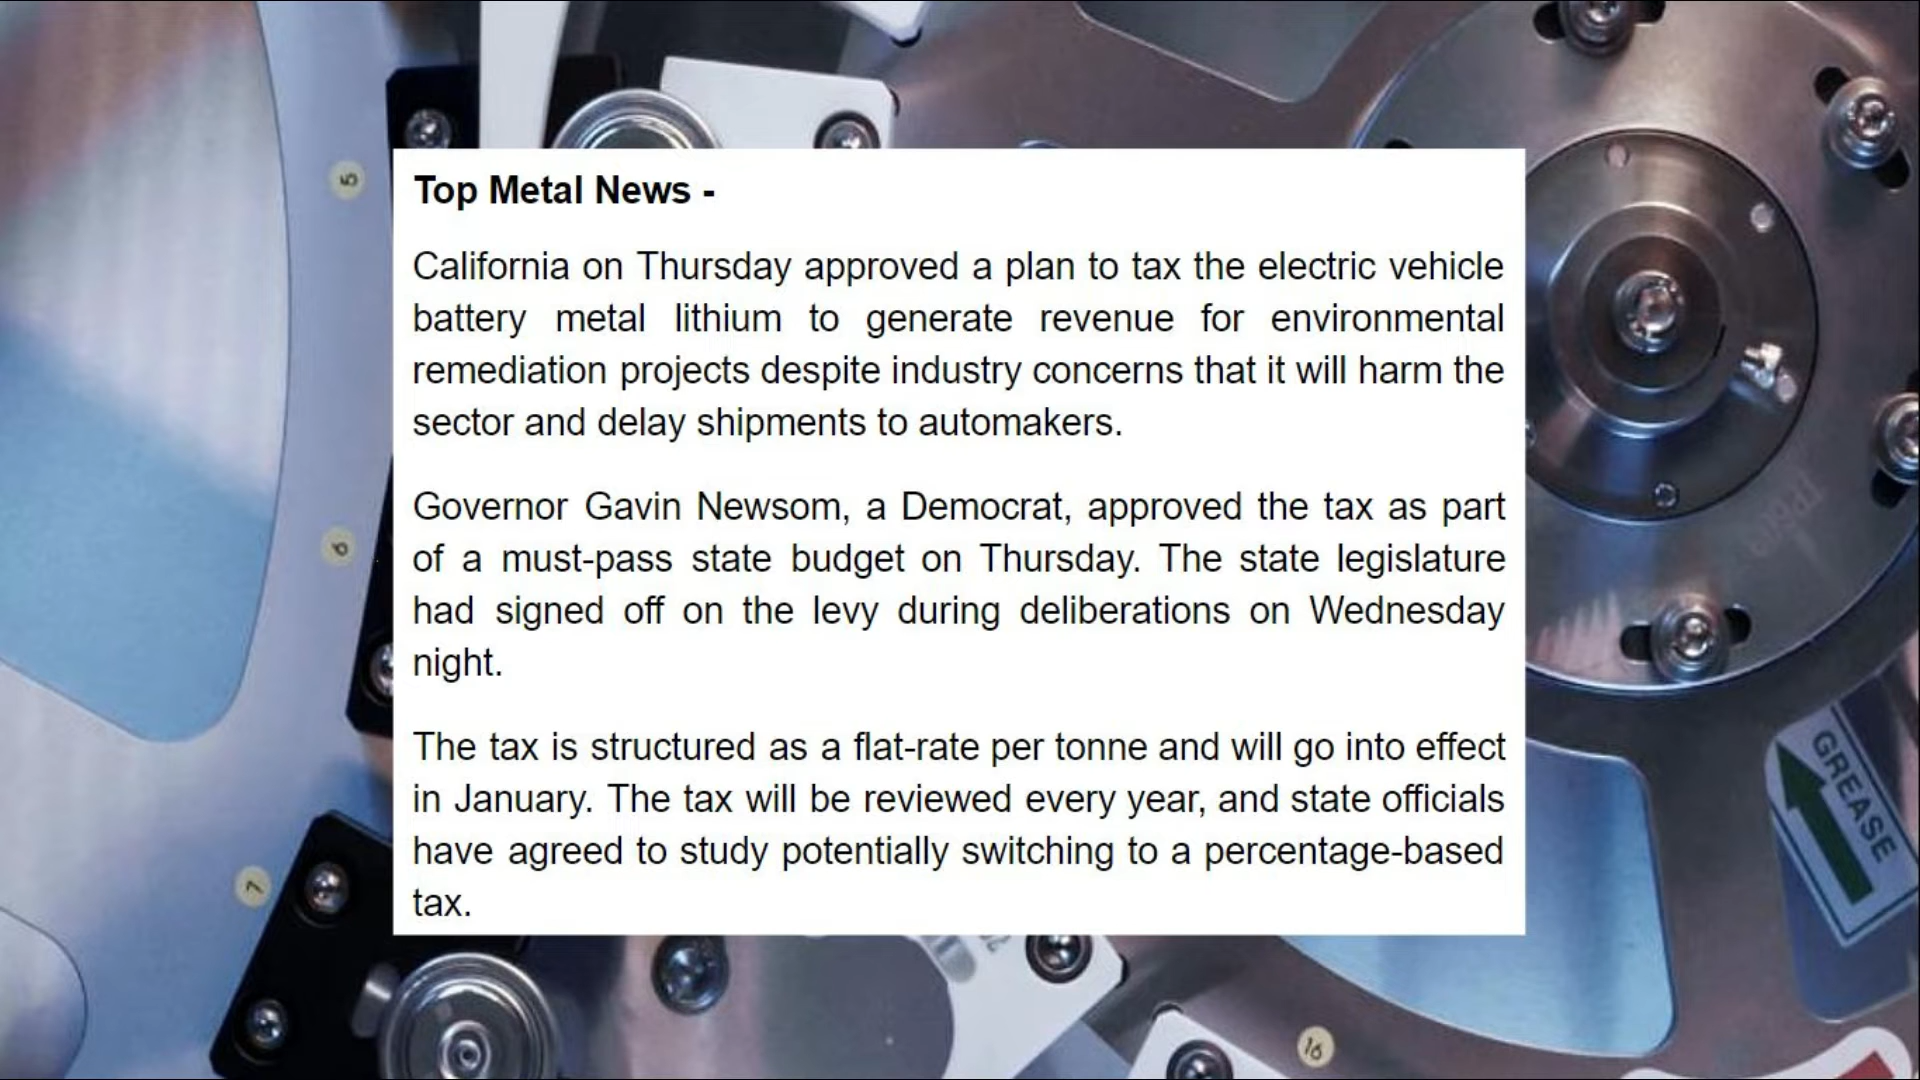 Top Metal News -
California on Thursday approved a plan to tax the electric vehicle
battery metal lithium to generate revenue for environmental
remediation projects despite industry concerns that it will harm the
sector and delay shipments to automakers.
Governor Gavin Newsom, a Democrat, approved the tax as part
of a must-pass state budget on Thursday. The state legislature
had signed off on the levy during deliberations on Wednesday
night.
The tax is structured as a flat-rate per tonne and will go into effect
in January. The tax will be reviewed every year, and state officials
have agreed to study potentially switching to a percentage-based
tax.
5
6
7
16
GREASE